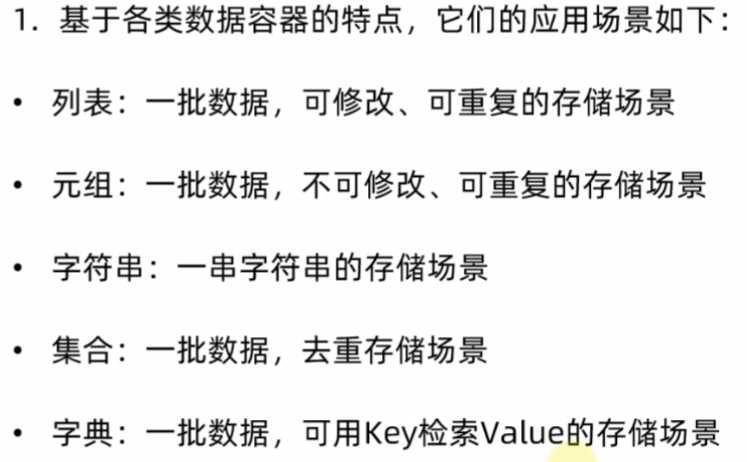 1. 基于各类数据容器的特点，它们的应用场景如下：
• 列表：一批数据，可修改、可重复的存储场景
• 元组：一批数据，不可修改、可重复的存储场景
• 字符串：一串字符串的存储场景
• 集合：一批数据，去重存储场景
• 字典：一批数据，可用Key检索Value的存储场景